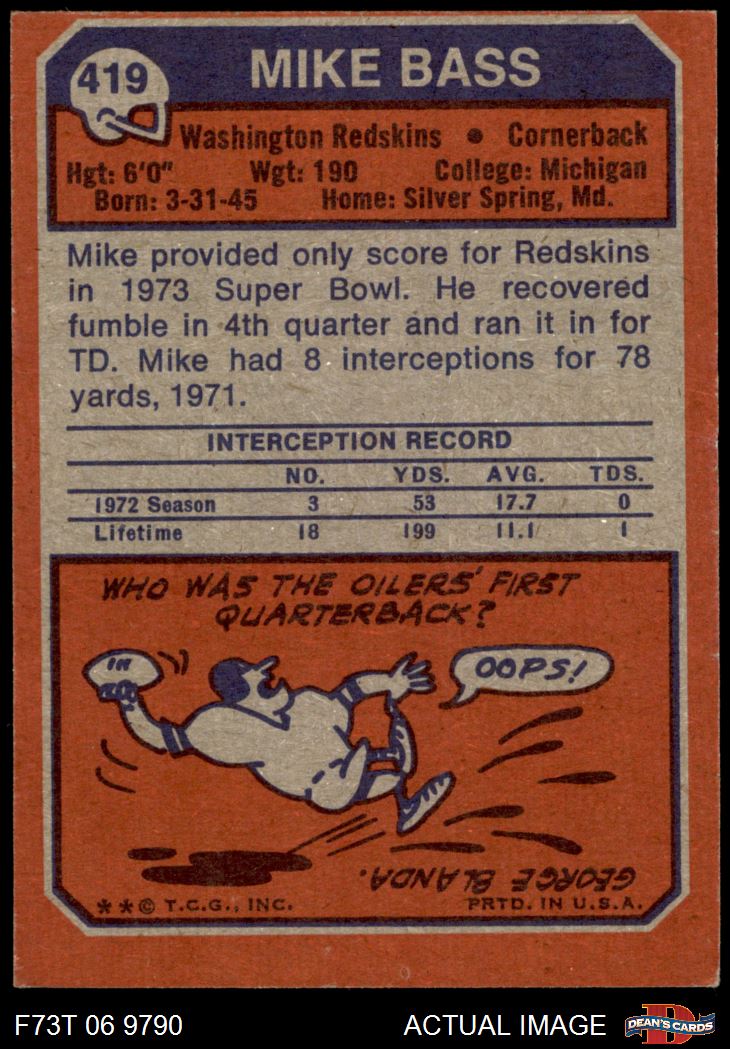 419
MIKE BASS
Washington Redskins • Cornerback
Hgt: 6'0" Wgt: 190 College: Michigan
Born: 3-31-45 Home: Silver Spring, Md.
Mike provided only score for Redskins
in 1973 Super Bowl. He recovered
fumble in 4th quarter and ran it in for
TD. Mike had 8 interceptions for 78
yards, 1971.
INTERCEPTION RECORD
NO. YDS. AVG. TDS.
1972 Season 3 53 17.7 0
Lifetime 18 199 11.1 1
WHO WAS THE OILERS' FIRST
QUARTERBACK?
OOPS!
GEORGE BLANDA.
**© T.C.G., INC. PRTD. IN U.S.A.
F73T 06 9790 ACTUAL IMAGE
D
DEAN'S CARDS